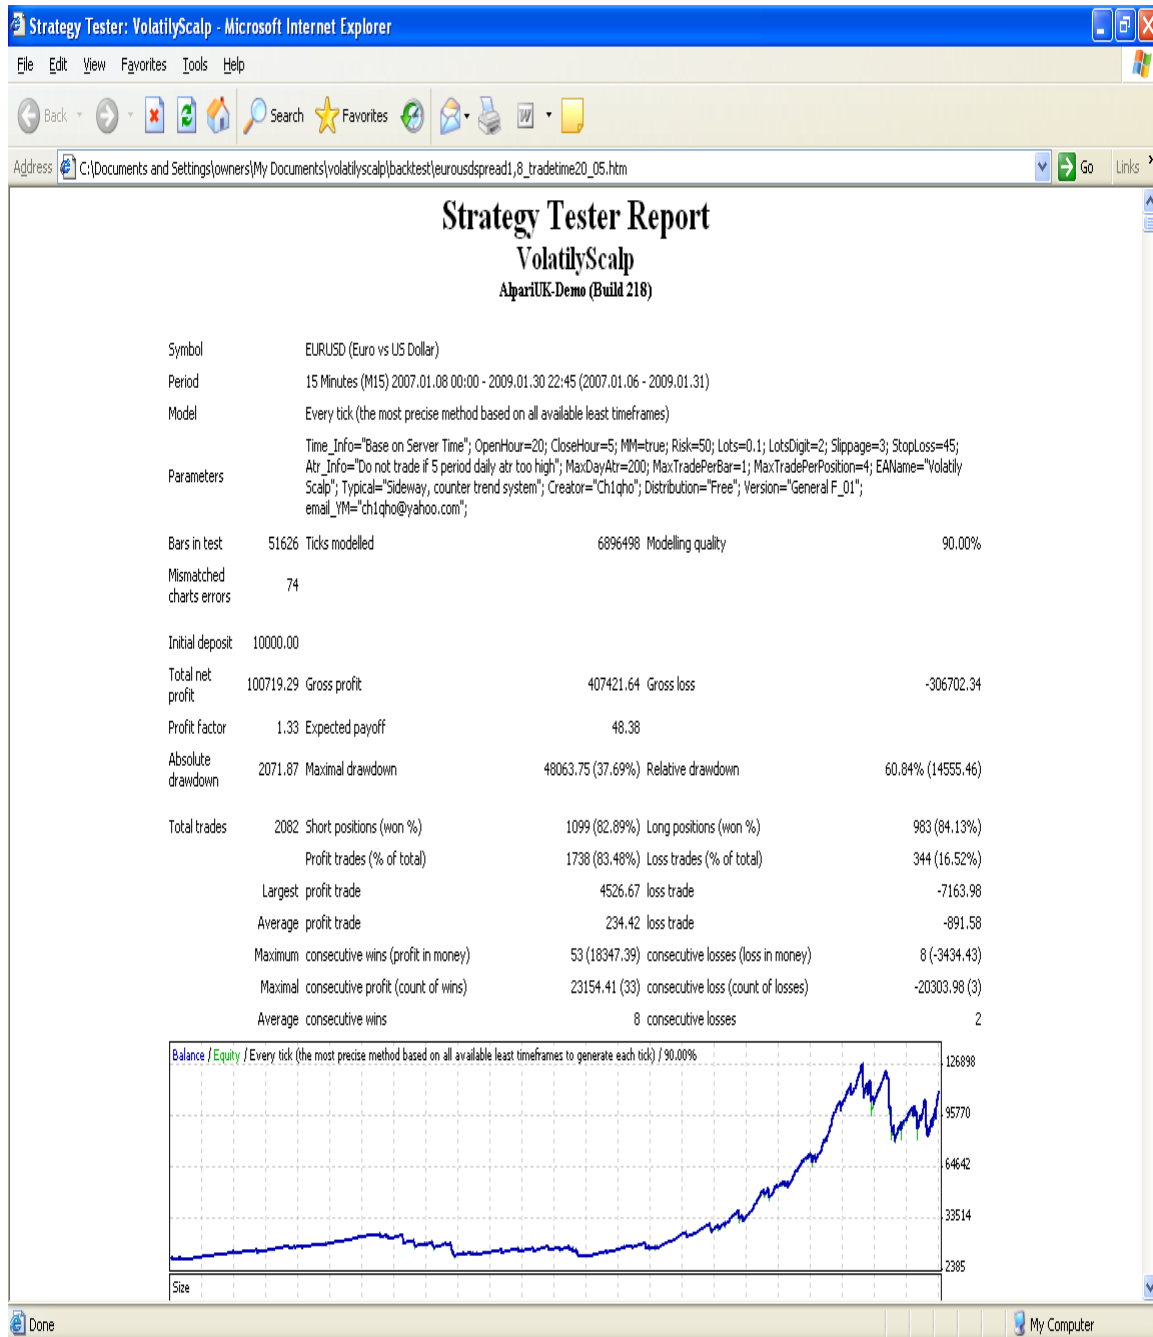 Strategy Tester: VolatilyScalp - Microsoft Internet Explorer
File Edit View Favorites Tools Help
Back Search Favorites
Address C:\Documents and Settings\owners\My Documents\volatilyscalp\backtest\eurousdspread1,8_tradetime20_05.htm Go Links
Strategy Tester Report
VolatilyScalp
AlpariUK-Demo (Build 218)
Symbol EURUSD (Euro vs US Dollar)
Period 15 Minutes (M15) 2007.01.08 00:00 - 2009.01.30 22:45 (2007.01.06 - 2009.01.31)
Model Every tick (the most precise method based on all available least timeframes)
Parameters Time_Info="Base on Server Time"; OpenHour=20; CloseHour=5; MM=true; Risk=50; Lots=0.1; LotsDigit=2; Slippage=3; StopLoss=45;
Atr_Info="Do not trade if 5 period daily atr too high"; MaxDayAtr=200; MaxTradePerBar=1; MaxTradePerPosition=4; EAName="Volatily
Scalp"; Typical="Sideway, counter trend system"; Creator="Ch1qho"; Distribution="Free"; Version="General F_01";
email_YM="ch1qho@yahoo.com";
Bars in test 51626 Ticks modelled 6896498 Modelling quality 90.00%
Mismatched
charts errors 74
Initial deposit 10000.00
Total net
profit 100719.29 Gross profit 407421.64 Gross loss -306702.34
Profit factor 1.33 Expected payoff 48.38
Absolute
drawdown 2071.87 Maximal drawdown 48063.75 (37.69%) Relative drawdown 60.84% (14555.46)
Total trades 2082 Short positions (won %) 1099 (82.89%) Long positions (won %) 983 (84.13%)
Profit trades (% of total) 1738 (83.48%) Loss trades (% of total) 344 (16.52%)
Largest profit trade 4526.67 loss trade -7163.98
Average profit trade 234.42 loss trade -891.58
Maximum consecutive wins (profit in money) 53 (18347.39) consecutive losses (loss in money) 8 (-3434.43)
Maximal consecutive profit (count of wins) 23154.41 (33) consecutive loss (count of losses) -20303.98 (3)
Average consecutive wins 8 consecutive losses 2
Balance / Equity / Every tick (the most precise method based on all available least timeframes to generate each tick) / 90.00%
126898
95770
64642
33514
2385
Size
Done My Computer